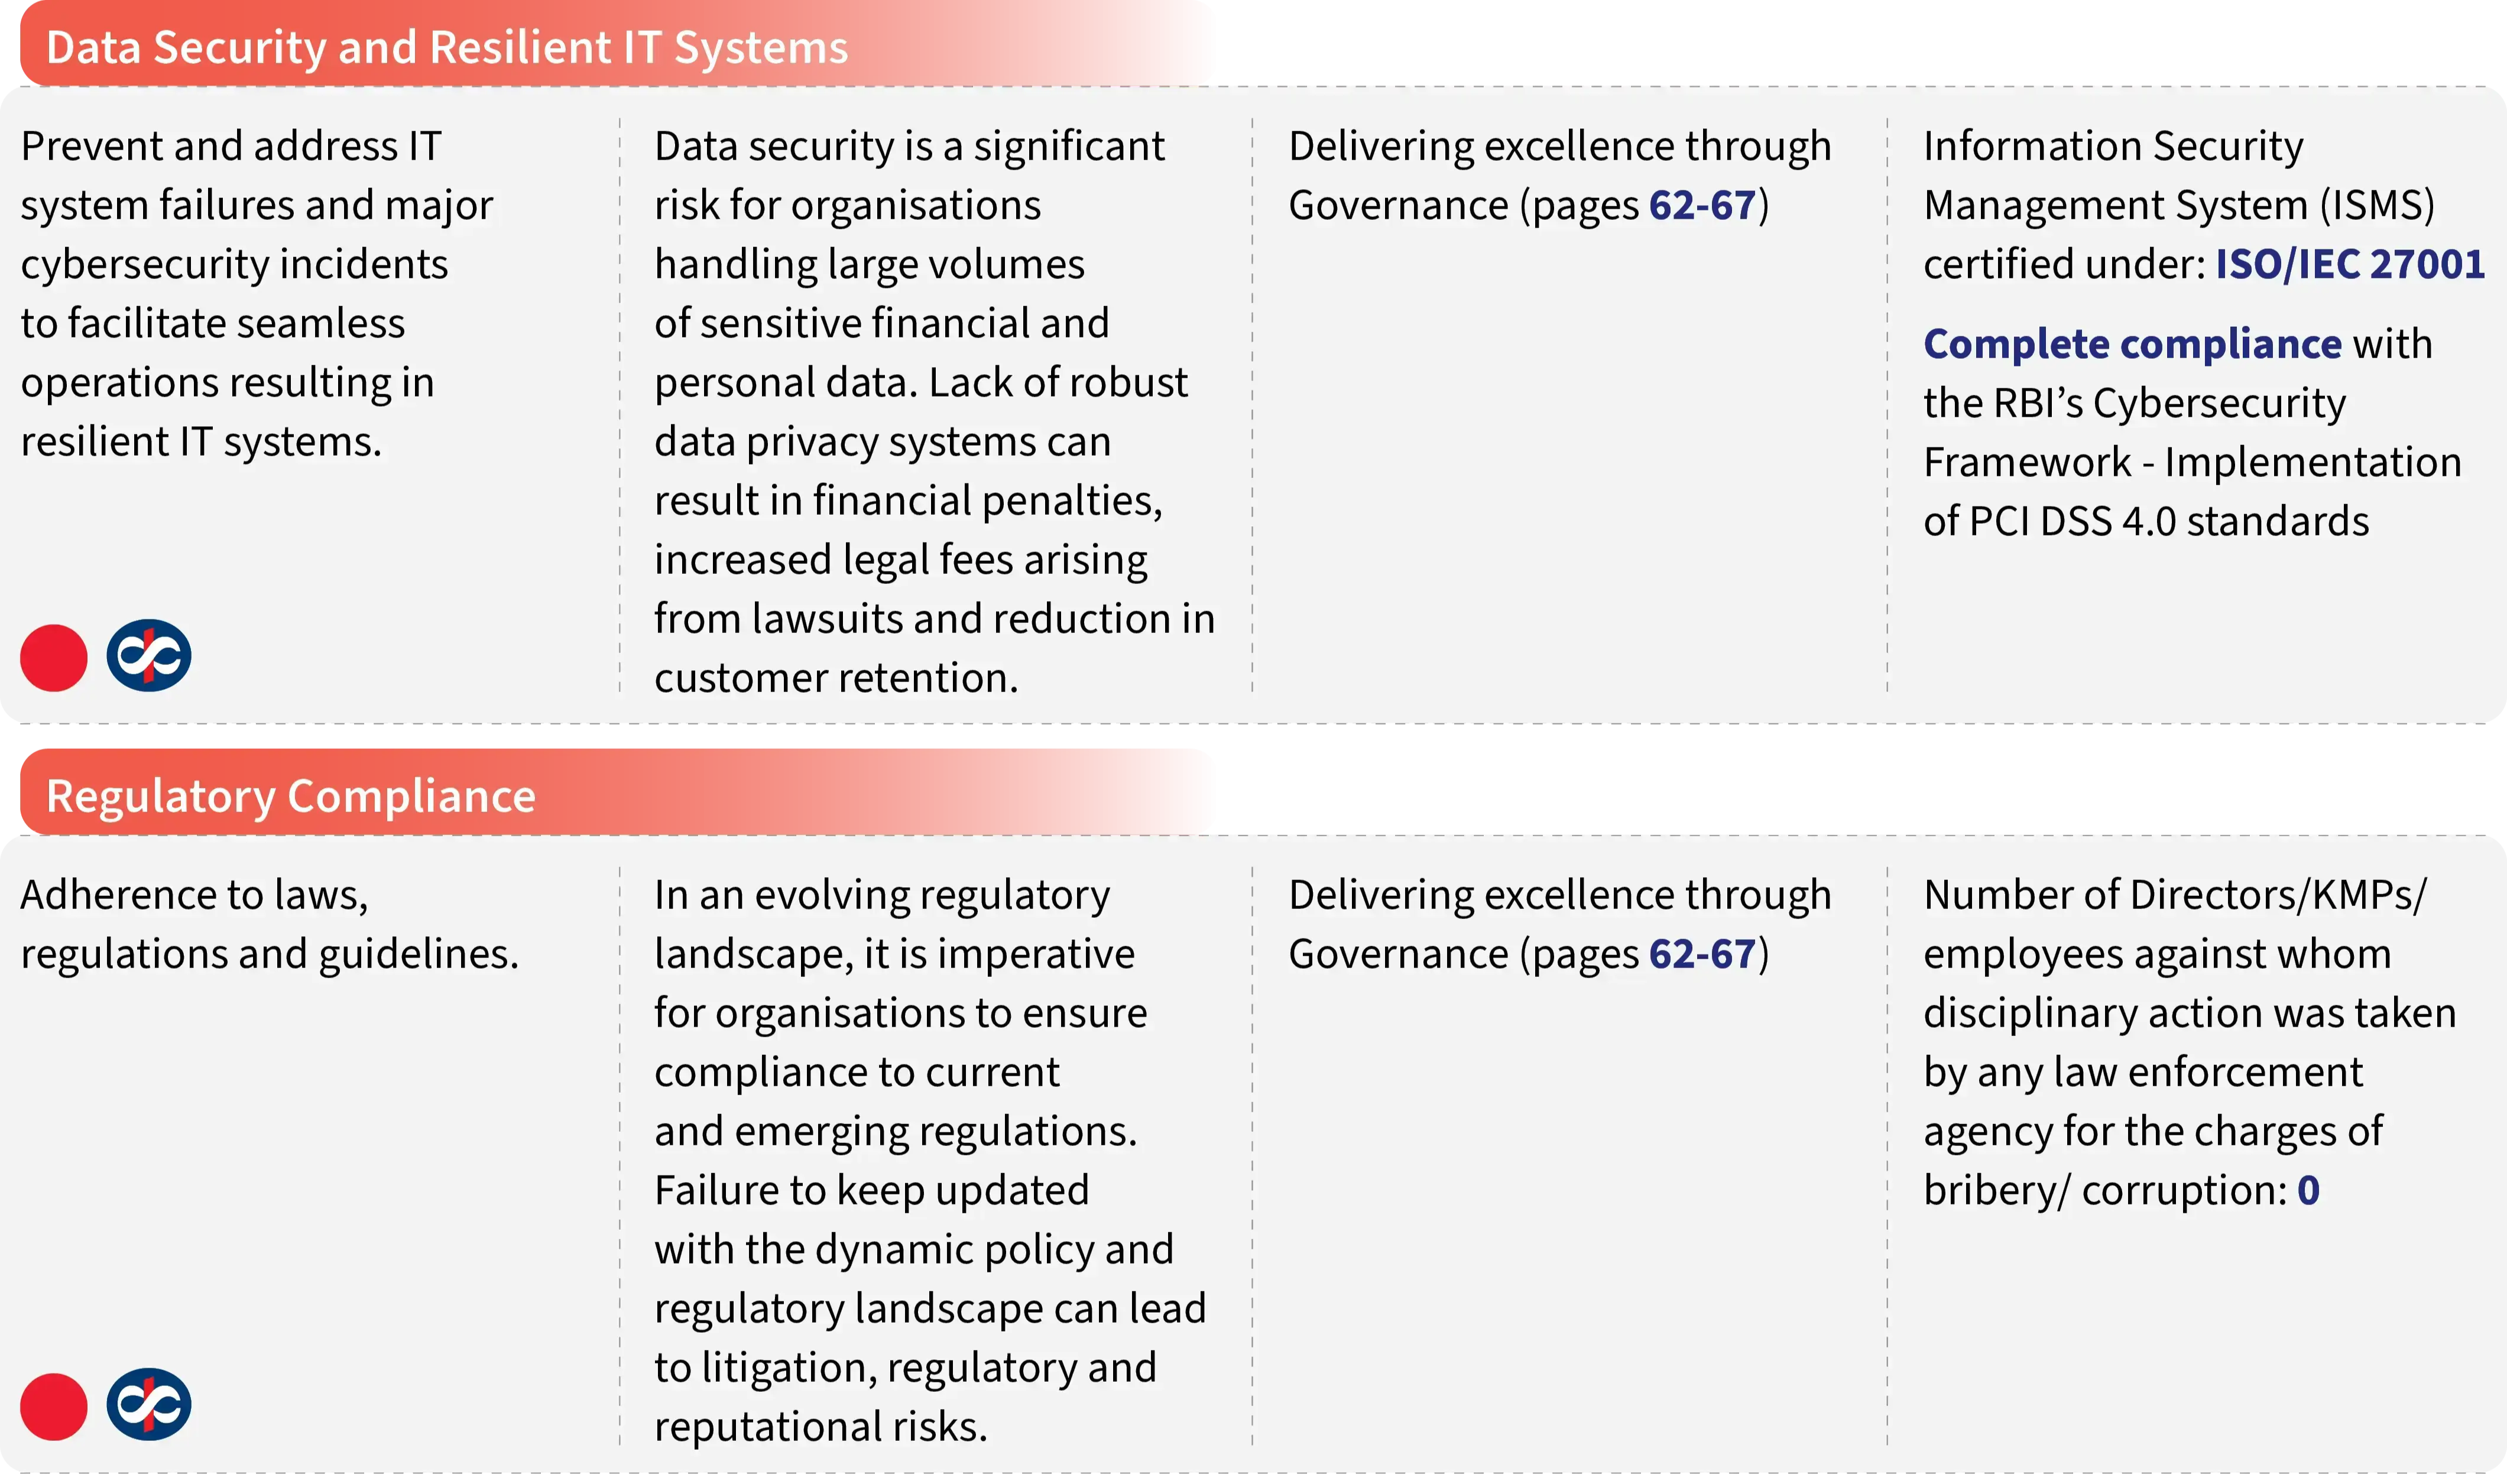 Data Security and Resilient IT Systems
Prevent and address IT
system failures and major
cybersecurity incidents
to facilitate seamless
operations resulting in
resilient IT systems.
Data security is a significant
risk for organisations
handling large volumes
of sensitive financial and
personal data. Lack of robust
data privacy systems can
result in financial penalties,
increased legal fees arising
from lawsuits and reduction in
customer retention.
Delivering excellence through
Governance (pages 62-67)
Information Security
Management System (ISMS)
certified under: ISO/IEC 27001
Complete compliance with
the RBI’s Cybersecurity
Framework - Implementation
of PCI DSS 4.0 standards
Regulatory Compliance
Adherence to laws,
regulations and guidelines.
In an evolving regulatory
landscape, it is imperative
for organisations to ensure
compliance to current
and emerging regulations.
Failure to keep updated
with the dynamic policy and
regulatory landscape can lead
to litigation, regulatory and
reputational risks.
Delivering excellence through
Governance (pages 62-67)
Number of Directors/KMPs/
employees against whom
disciplinary action was taken
by any law enforcement
agency for the charges of
bribery/ corruption: 0